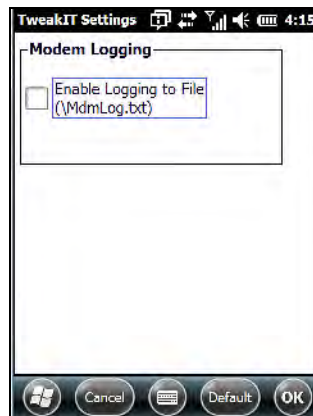 TweakIT Settings 4:15
Modem Logging
Enable Logging to File
(\MdmLog.txt)
Cancel Default OK